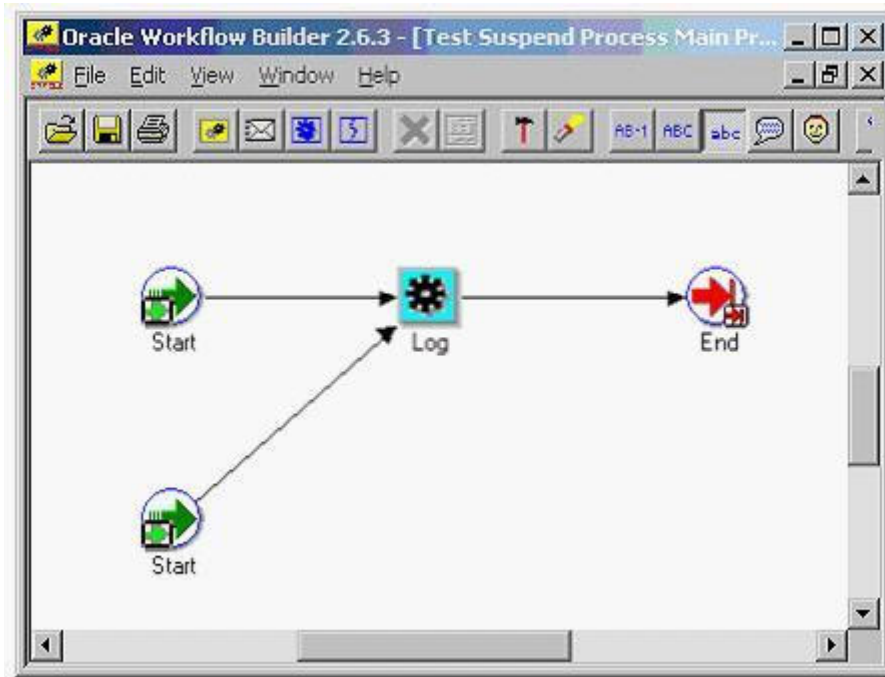 Oracle Workflow Builder 2.6.3 - [Test Suspend Process Main Pr...
File Edit View Window Help
AB-1 ABC abc
Start
Log
End
Start